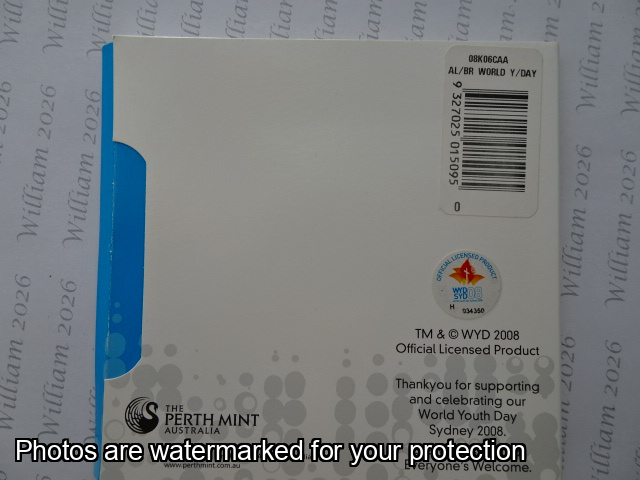 08K06CAA
AL/BR WORLD Y/DAY
9 327025 015095
0
OFFICIAL LICENSED PRODUCT
WYD
SYD08
H 034350
TM & © WYD 2008
Official Licensed Product
Thankyou for supporting
and celebrating our
World Youth Day
Sydney 2008.
Everyone's Welcome.
THE
PERTH MINT
AUSTRALIA
www.perthmint.com.au
Photos are watermarked for your protection
William 2026